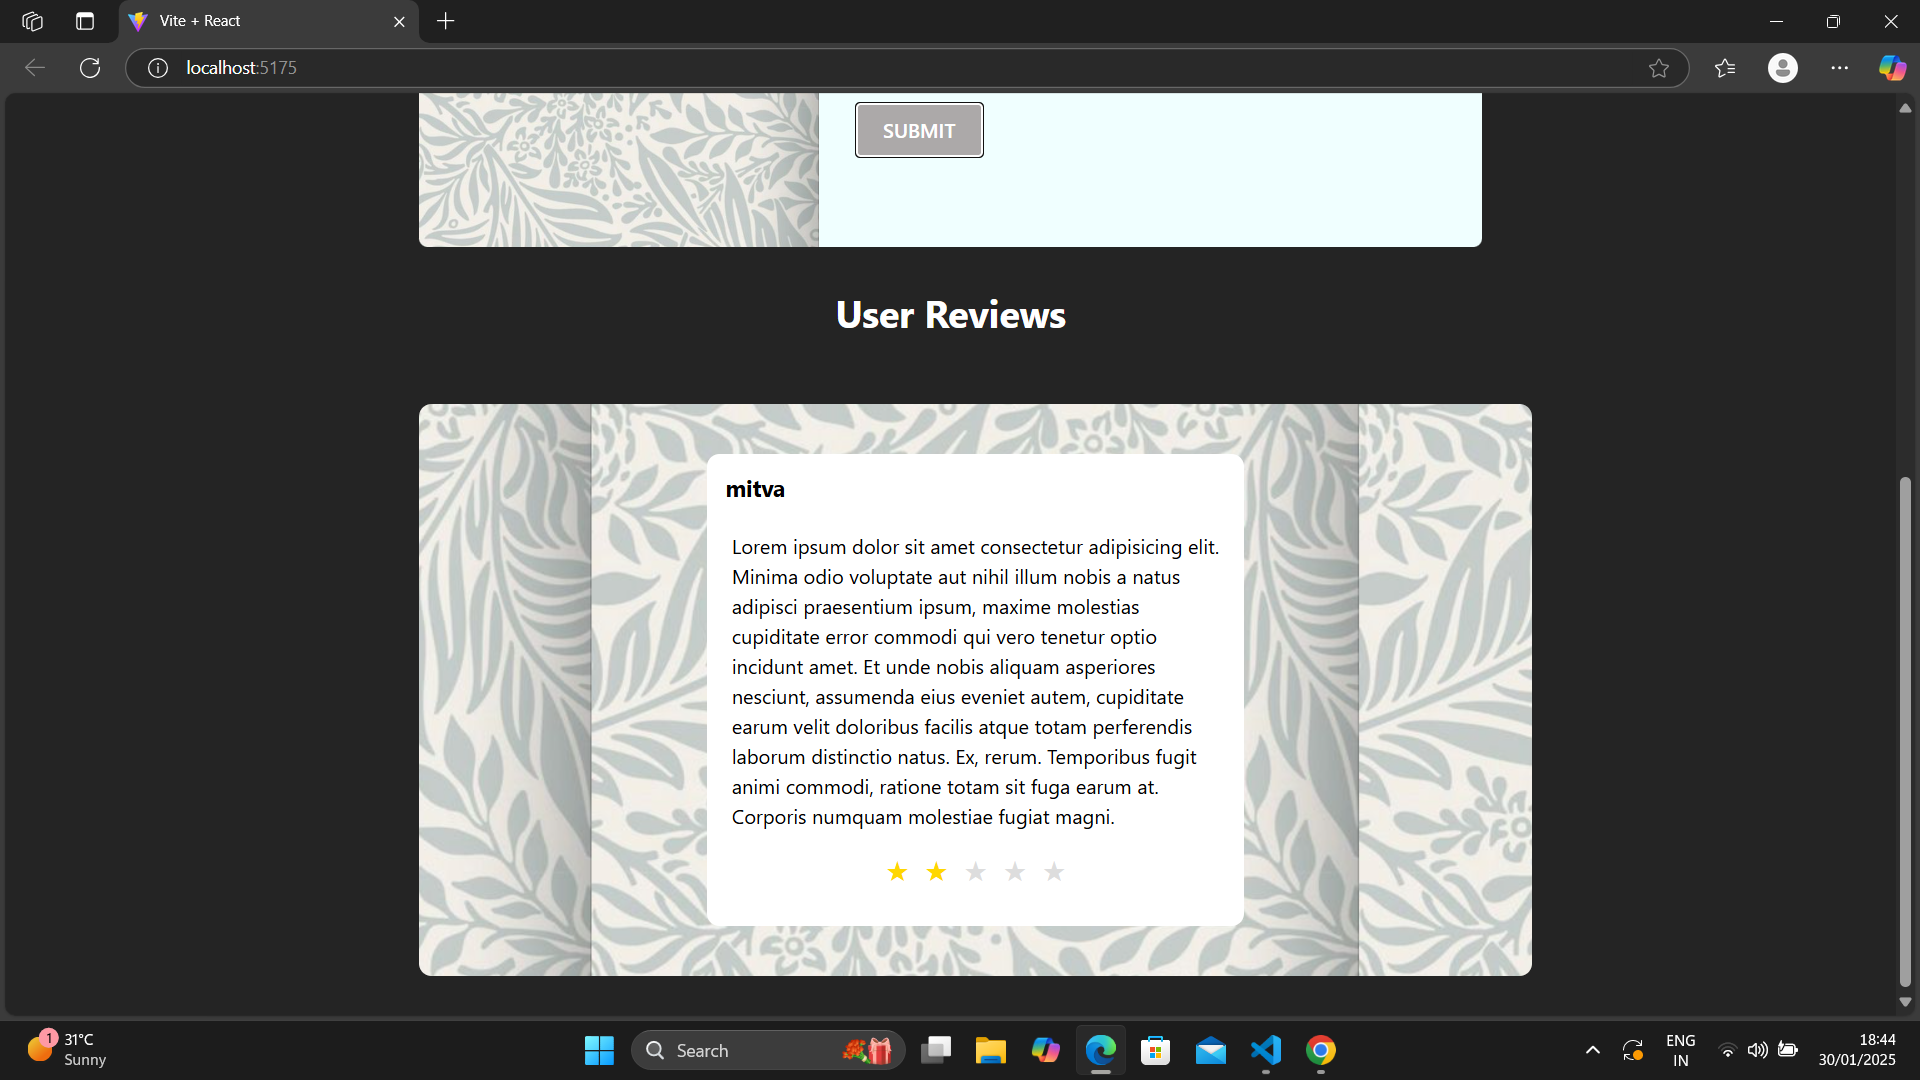 Vite + React
localhost:5175
SUBMIT
User Reviews
mitva
Lorem ipsum dolor sit amet consectetur adipisicing elit.
Minima odio voluptate aut nihil illum nobis a natus
adipisci praesentium ipsum, maxime molestias
cupiditate error commodi qui vero tenetur optio
incidunt amet. Et unde nobis aliquam asperiores
nesciunt, assumenda eius eveniet autem, cupiditate
earum velit doloribus facilis atque totam perferendis
laborum distinctio natus. Ex, rerum. Temporibus fugit
animi commodi, ratione totam sit fuga earum at.
Corporis numquam molestiae fugiat magni.
1
31°C
Sunny
Search
ENG
IN
18:44
30/01/2025